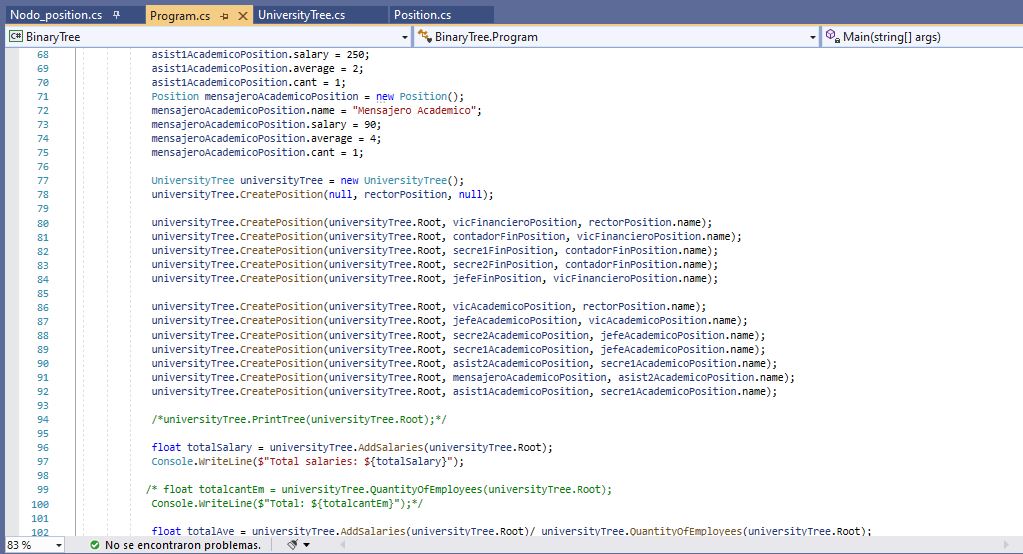 Nodo_position.cs Program.cs UniversityTree.cs Position.cs
C# BinaryTree BinaryTree.Program Main(string[] args)
68 asist1AcademicoPosition.salary = 250;
69 asist1AcademicoPosition.average = 2;
70 asist1AcademicoPosition.cant = 1;
71 Position mensajeroAcademicoPosition = new Position();
72 mensajeroAcademicoPosition.name = "Mensajero Academico";
73 mensajeroAcademicoPosition.salary = 90;
74 mensajeroAcademicoPosition.average = 4;
75 mensajeroAcademicoPosition.cant = 1;
76
77 UniversityTree universityTree = new UniversityTree();
78 universityTree.CreatePosition(null, rectorPosition, null);
79
80 universityTree.CreatePosition(universityTree.Root, vicFinancieroPosition, rectorPosition.name);
81 universityTree.CreatePosition(universityTree.Root, contadorFinPosition, vicFinancieroPosition.name);
82 universityTree.CreatePosition(universityTree.Root, secre1FinPosition, contadorFinPosition.name);
83 universityTree.CreatePosition(universityTree.Root, secre2FinPosition, contadorFinPosition.name);
84 universityTree.CreatePosition(universityTree.Root, jefeFinPosition, vicFinancieroPosition.name);
85
86 universityTree.CreatePosition(universityTree.Root, vicAcademicoPosition, rectorPosition.name);
87 universityTree.CreatePosition(universityTree.Root, jefeAcademicoPosition, vicAcademicoPosition.name);
88 universityTree.CreatePosition(universityTree.Root, secre2AcademicoPosition, jefeAcademicoPosition.name);
89 universityTree.CreatePosition(universityTree.Root, secre1AcademicoPosition, jefeAcademicoPosition.name);
90 universityTree.CreatePosition(universityTree.Root, asist2AcademicoPosition, secre1AcademicoPosition.name);
91 universityTree.CreatePosition(universityTree.Root, mensajeroAcademicoPosition, asist2AcademicoPosition.name);
92 universityTree.CreatePosition(universityTree.Root, asist1AcademicoPosition, secre1AcademicoPosition.name);
93
94 /*universityTree.PrintTree(universityTree.Root);*/
95
96 float totalSalary = universityTree.AddSalaries(universityTree.Root);
97 Console.WriteLine($"Total salaries: ${totalSalary}");
98
99 /* float totalcantEm = universityTree.QuantityOfEmployees(universityTree.Root);
100 Console.WriteLine($"Total: ${totalcantEm}");*/
101
102 float totalAve = universityTree.AddSalaries(universityTree.Root)/ universityTree.QuantityOfEmployees(universityTree.Root);
83 % No se encontraron problemas.